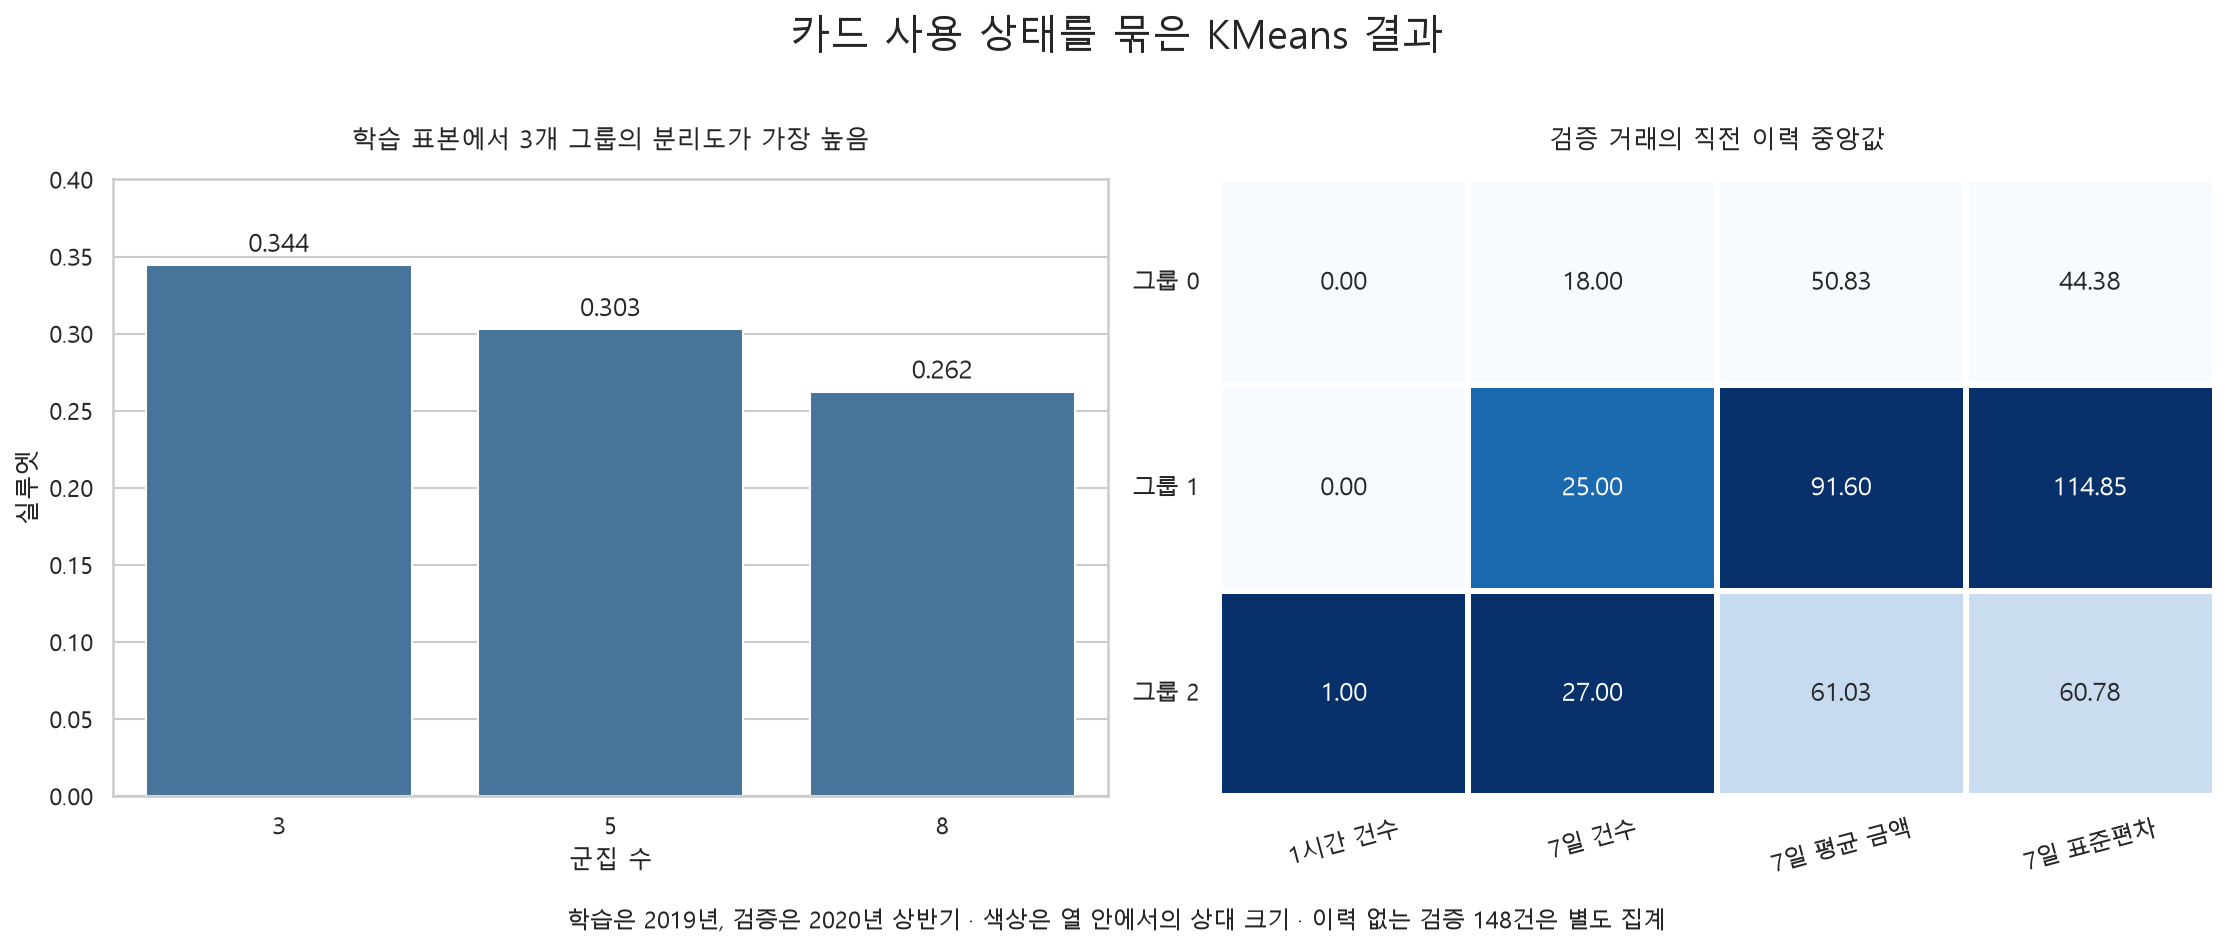 카드 사용 상태를 묶은 KMeans 결과
학습 표본에서 3개 그룹의 분리도가 가장 높음
0.40
0.35
0.30
0.25
0.20
0.15
0.10
0.05
0.00
실루엣
0.344
0.303
0.262
3 5 8
군집 수
검증 거래의 직전 이력 중앙값
그룹 0 0.00 18.00 50.83 44.38
그룹 1 0.00 25.00 91.60 114.85
그룹 2 1.00 27.00 61.03 60.78
1시간 건수 7일 건수 7일 평균 금액 7일 표준편차
학습은 2019년, 검증은 2020년 상반기 · 색상은 열 안에서의 상대 크기 · 이력 없는 검증 148건은 별도 집계